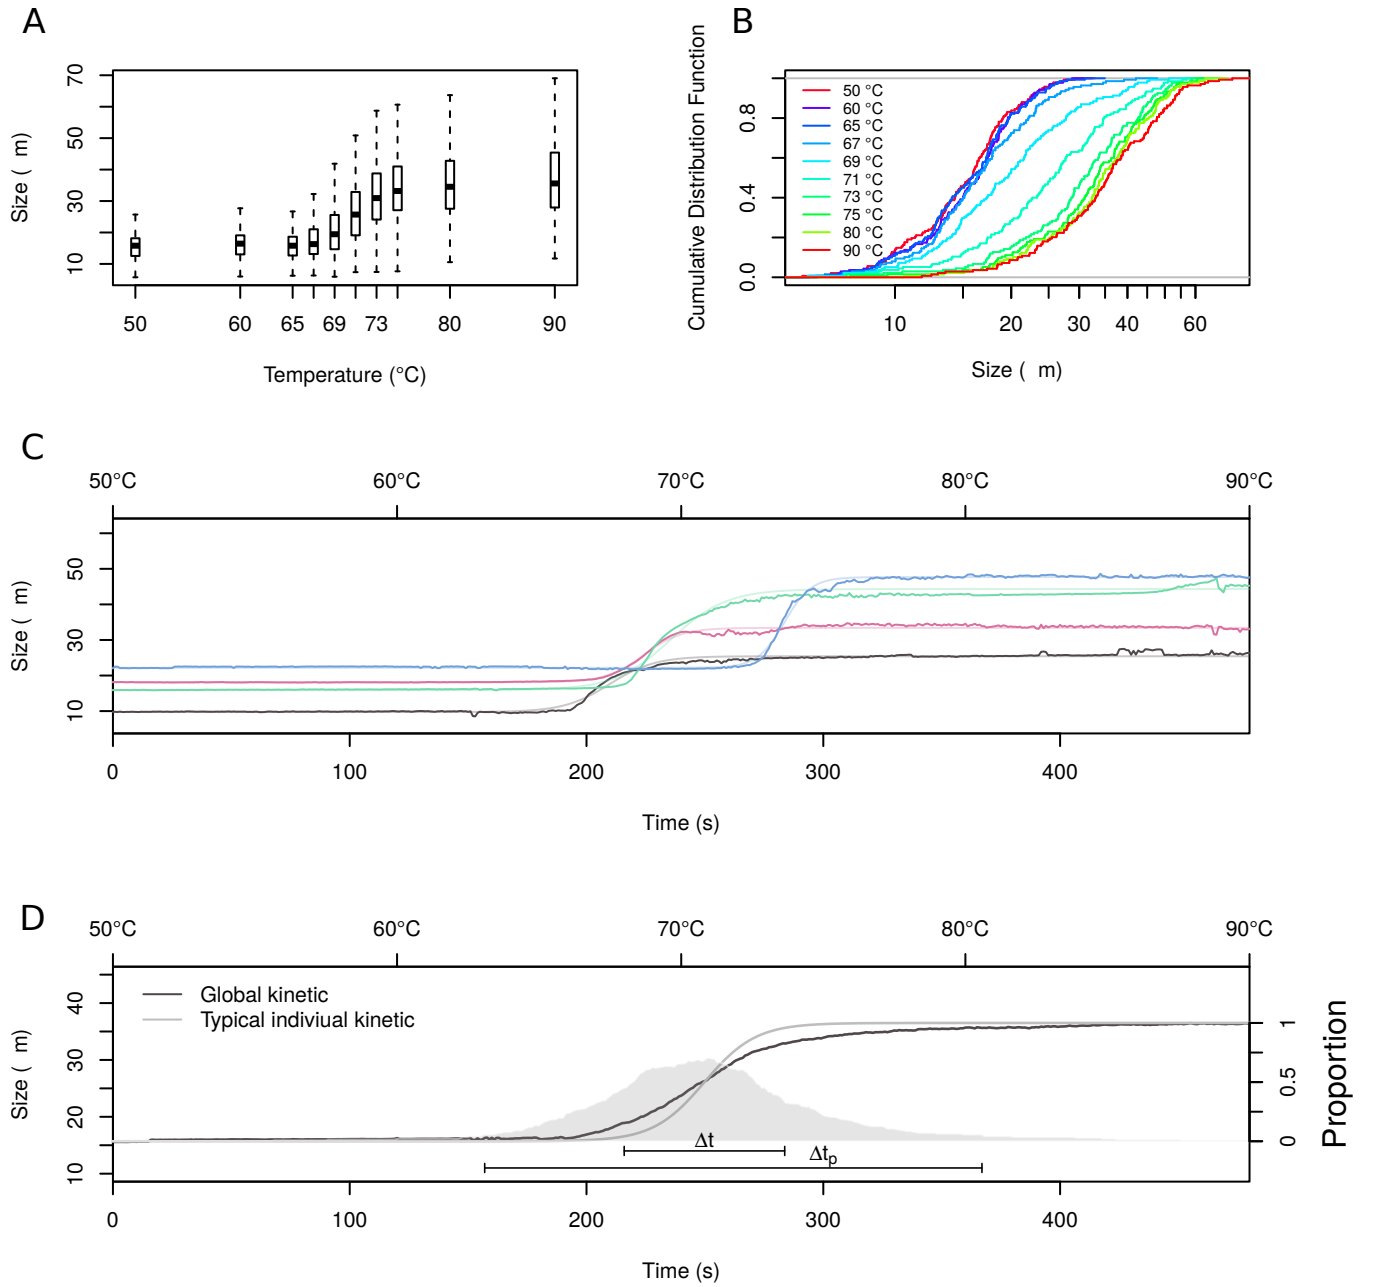 A
70
50
30
10
Size ( m)
50 60 65 69 73 80 90
Temperature (°C)
B
Cumulative Distribution Function
0.8
0.4
0.0
50 °C
60 °C
65 °C
67 °C
69 °C
71 °C
73 °C
75 °C
80 °C
90 °C
10 20 30 40 60
Size ( m)
C
50°C 60°C 70°C 80°C 90°C
50
30
10
Size ( m)
0 100 200 300 400
Time (s)
D
50°C 60°C 70°C 80°C 90°C
Global kinetic
Typical indiviual kinetic
40
30
20
10
Size ( m)
1
0.5
0
Proportion
Δt
Δtp
0 100 200 300 400
Time (s)